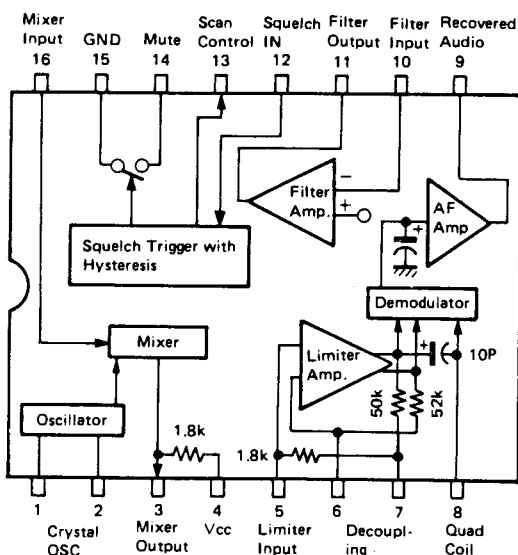 Mixer Input
GND
Mute
Scan Control
Squelch IN
Filter Output
Filter Input
Recovered Audio
16
15
14
13
12
11
10
9
Filter Amp.
−
+
AF Amp
+
Squelch Trigger with
Hysteresis
Demodulator
Mixer
Limiter Amp.
+
10P
Oscillator
50k
52k
1.8k
1.8k
1
2
3
4
5
6
7
8
Crystal OSC
Mixer Output
Vcc
Limiter Input
Decoupl-
ing
Quad Coil